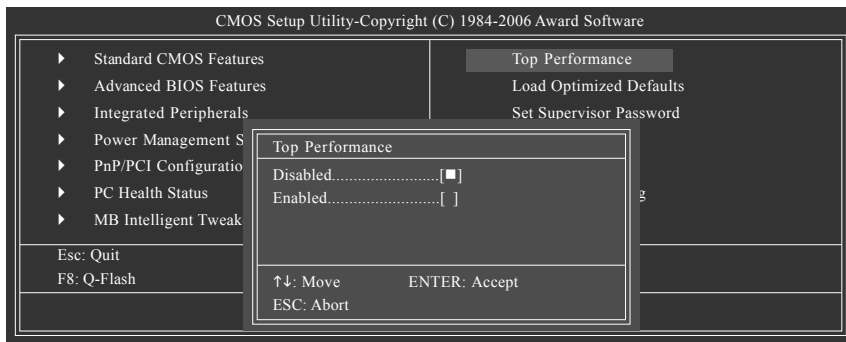 CMOS Setup Utility-Copyright (C) 1984-2006 Award Software
Standard CMOS Features
Advanced BIOS Features
Integrated Peripherals
Power Management S
PnP/PCI Configuratio
PC Health Status
MB Intelligent Tweak
Top Performance
Load Optimized Defaults
Set Supervisor Password
g
Top Performance
Disabled.........................[■]
Enabled..........................[ ]
↑↓: Move ENTER: Accept
ESC: Abort
Esc: Quit
F8: Q-Flash